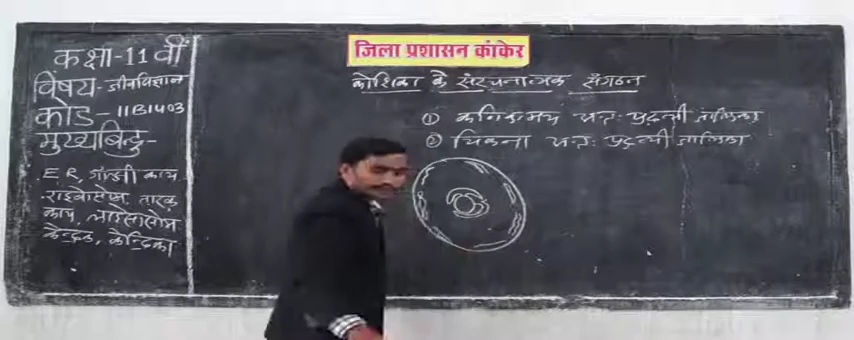 कक्षा-11 वीं
विषय- जीवविज्ञान
कोड- 11B1403
मुख्यबिन्दु-
ER, गॉल्जी काय
राइबोसोम, तारक
काय, लाइसोसोम
केन्द्रक, केन्द्रिका
जिला प्रशासन कांकेर
कोशिका के संरचनात्मक संगठन
① कणिकामय अन्तः प्रद्रव्यी जालिका
② चिकना अन्तः प्रद्रव्यी जालिका